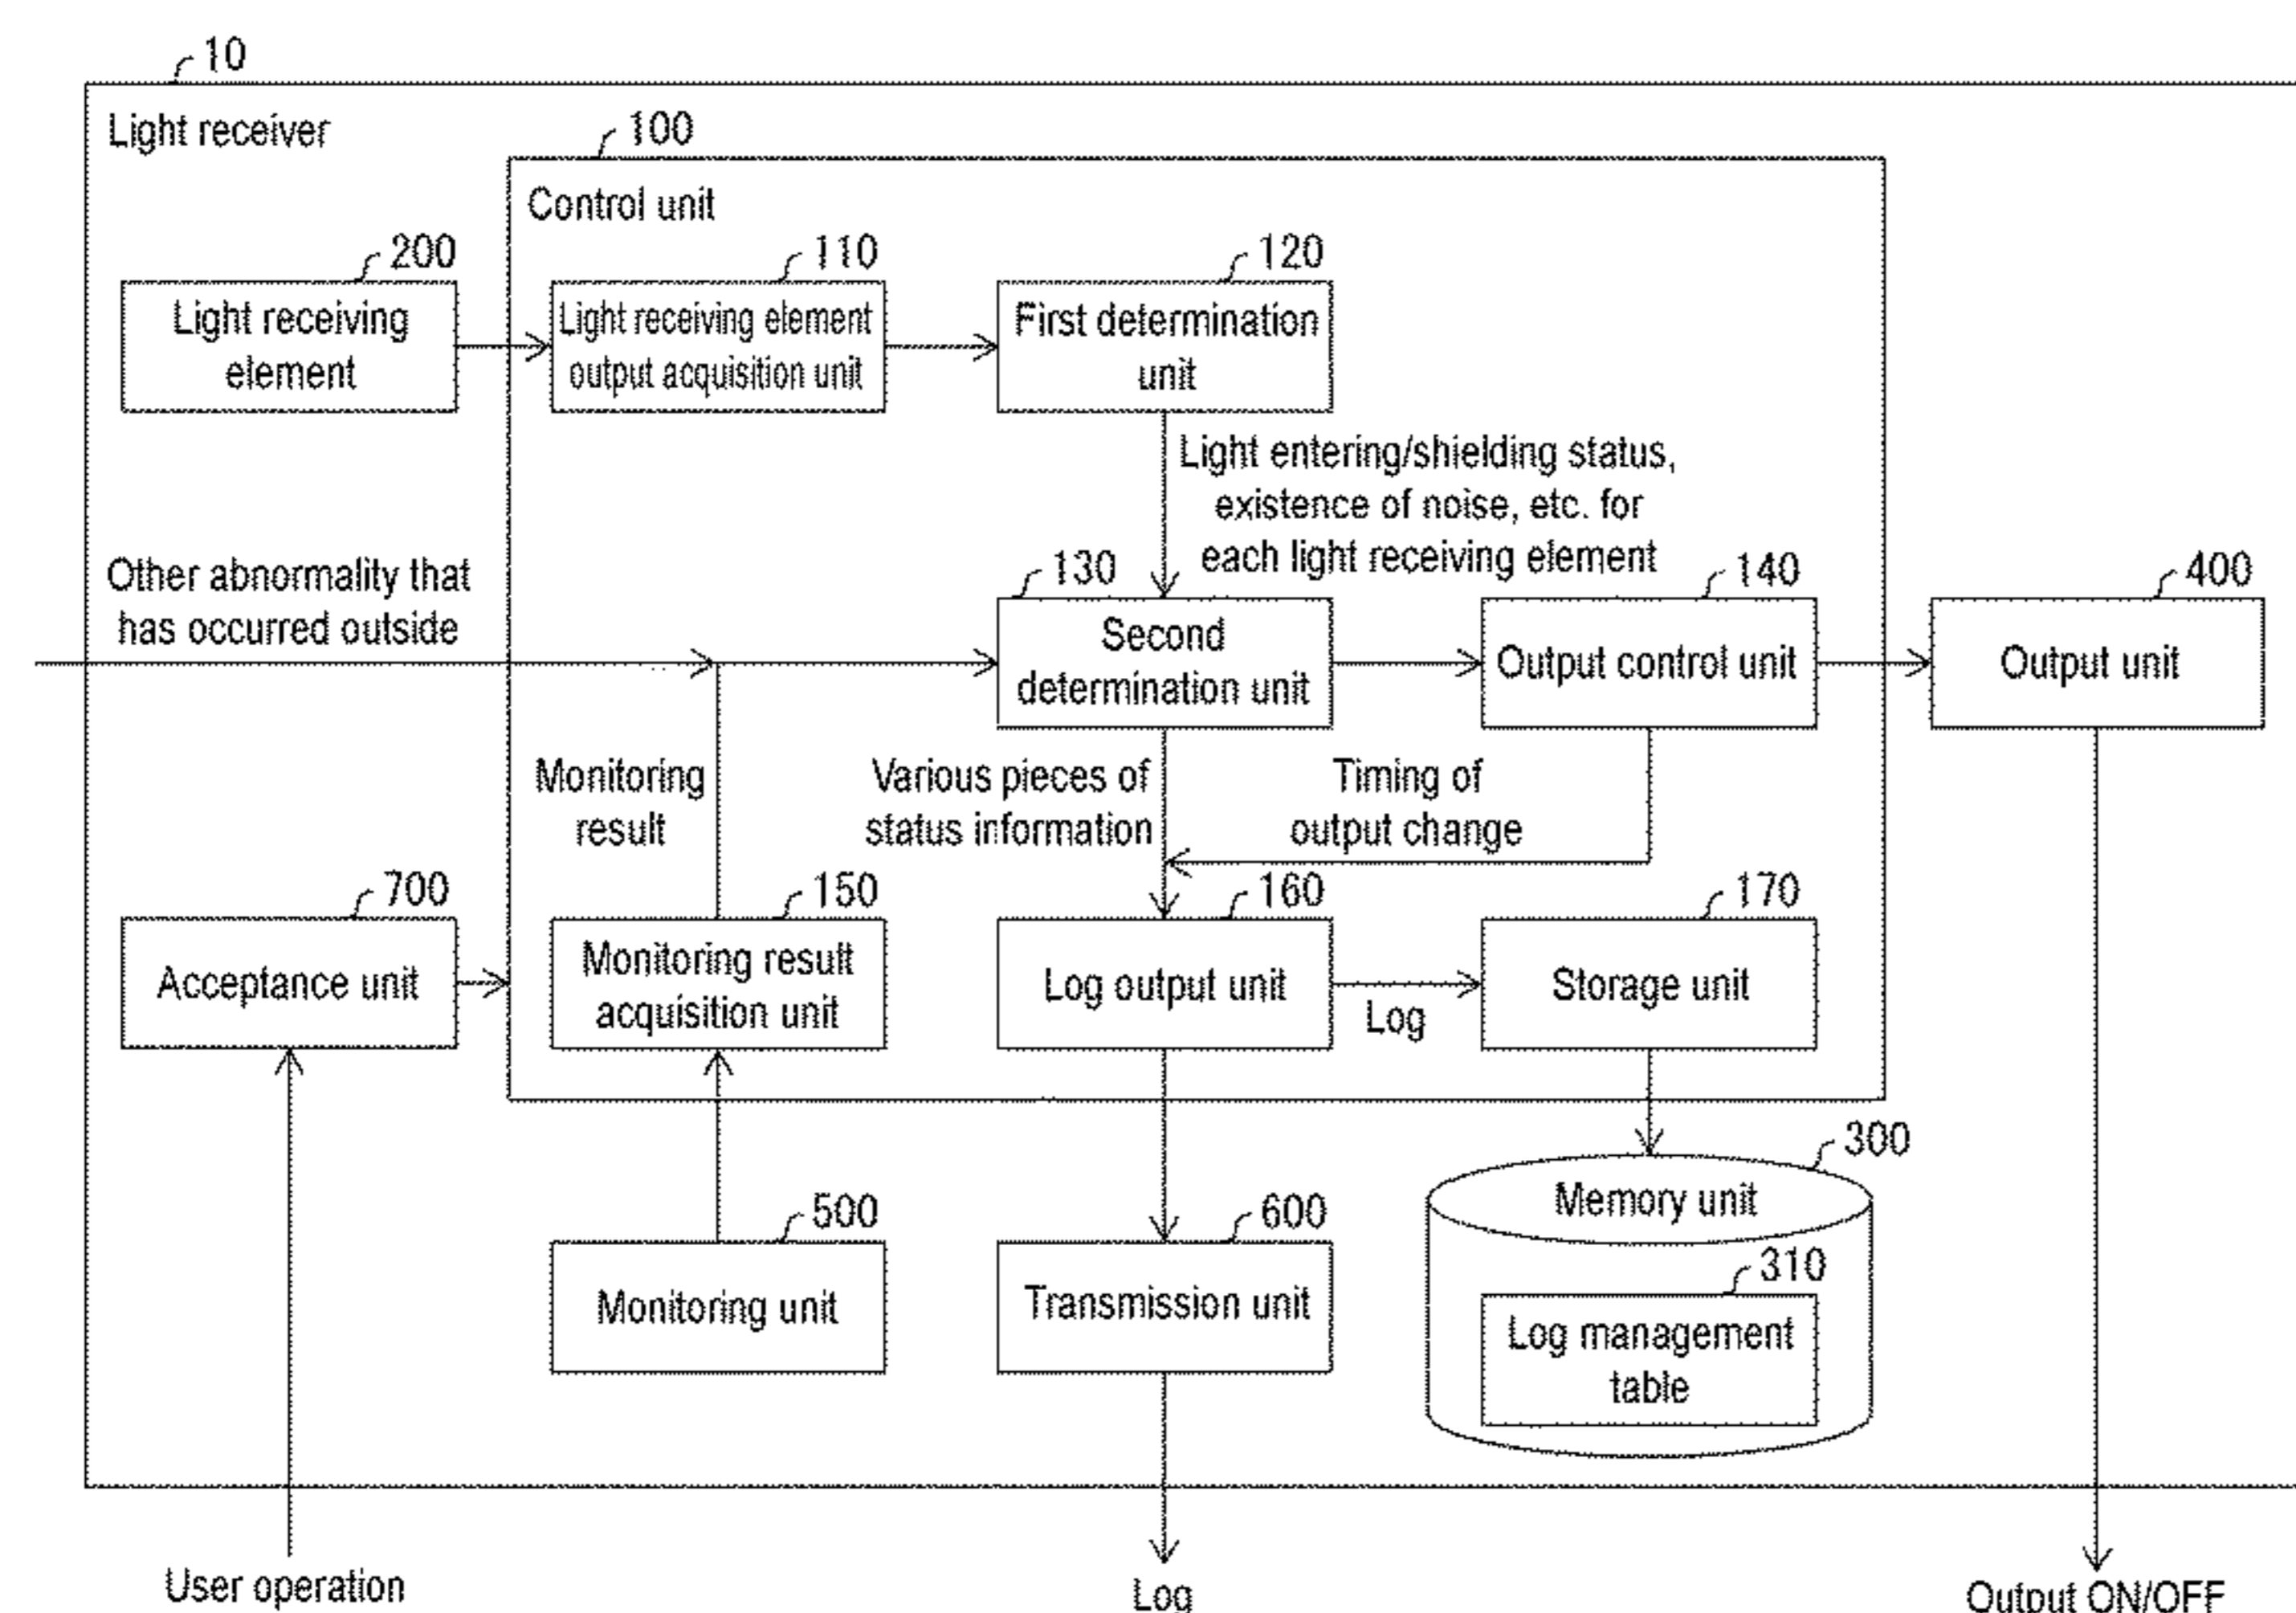 10
Light receiver
100
Control unit
200
Light receiving
element
110
Light receiving element
output acquisition unit
120
First determination
unit
Light entering/shielding status,
existence of noise, etc. for
each light receiving element
Other abnormality that
has occurred outside
130
Second
determination unit
140
Output control unit
400
Output unit
Monitoring
result
Various pieces of
status information
Timing of
output change
700
Acceptance unit
150
Monitoring result
acquisition unit
160
Log output unit
Log
170
Storage unit
500
Monitoring unit
600
Transmission unit
300
Memory unit
310
Log management
table
User operation
Log
Output ON/OFF